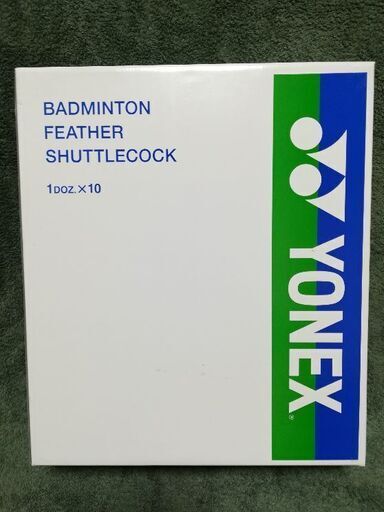 BADMINTON
FEATHER
SHUTTLECOCK
1DOZ.×10
YONEX®